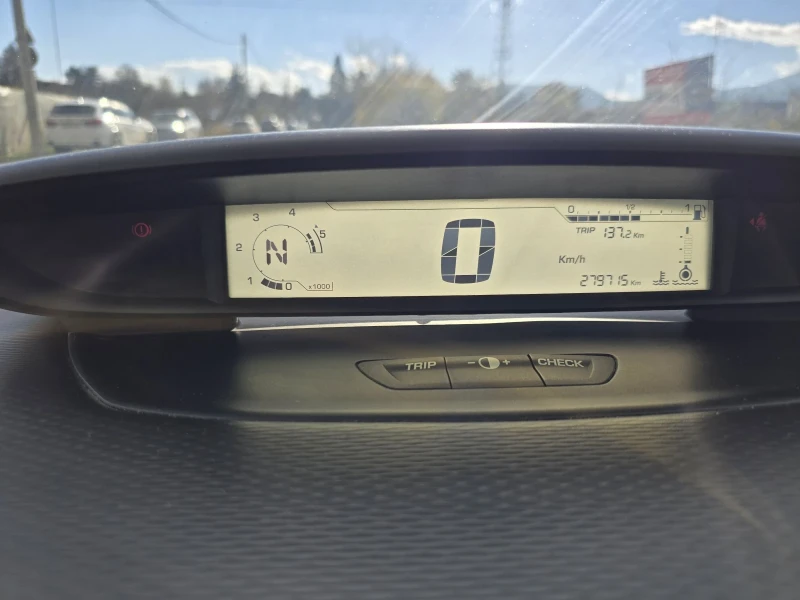 0 1/2 1
3 4 5
TRIP 137.2 Km
2 N 0
Km/h
1 0 x1000
279715 Km
TRIP - + CHECK